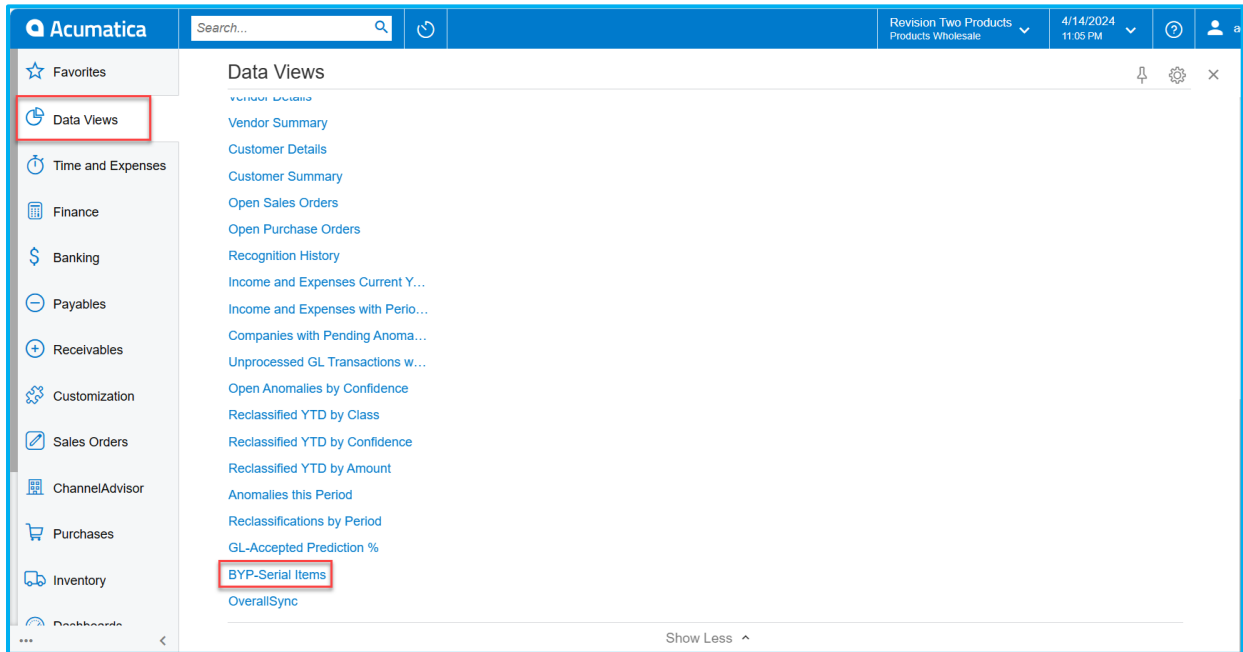 Acumatica
Search...
Revision Two Products
Products Wholesale
4/14/2024
11:05 PM
a
Favorites
Data Views
Time and Expenses
Finance
Banking
Payables
Receivables
Customization
Sales Orders
ChannelAdvisor
Purchases
Inventory
Dashboards
Data Views
Vendor Details
Vendor Summary
Customer Details
Customer Summary
Open Sales Orders
Open Purchase Orders
Recognition History
Income and Expenses Current Y...
Income and Expenses with Perio...
Companies with Pending Anoma...
Unprocessed GL Transactions w...
Open Anomalies by Confidence
Reclassified YTD by Class
Reclassified YTD by Confidence
Reclassified YTD by Amount
Anomalies this Period
Reclassifications by Period
GL-Accepted Prediction %
BYP-Serial Items
OverallSync
Show Less